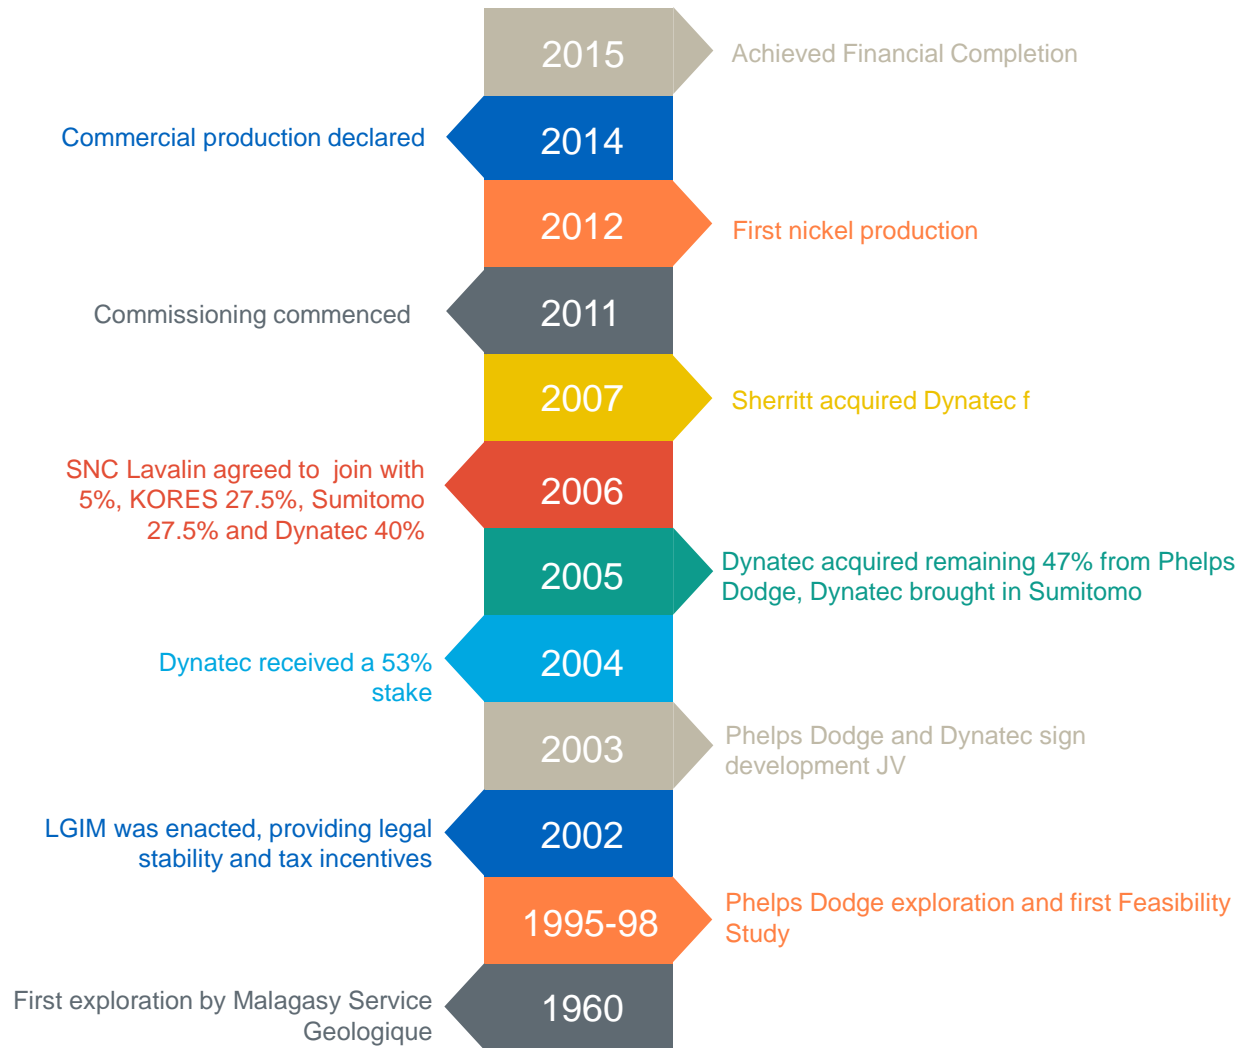 2015
Achieved Financial Completion
Commercial production declared
2014
2012
First nickel production
Commissioning commenced
2011
2007
Sherritt acquired Dynatec f
SNC Lavalin agreed to  join with
5%, KORES 27.5%, Sumitomo
27.5% and Dynatec 40%
2006
2005
Dynatec acquired remaining 47% from Phelps
Dodge, Dynatec brought in Sumitomo
Dynatec received a 53%
stake
2004
2003
Phelps Dodge and Dynatec sign
development JV
LGIM was enacted, providing legal
stability and tax incentives
2002
1995-98
Phelps Dodge exploration and first Feasibility
Study
First exploration by Malagasy Service
Geologique
1960